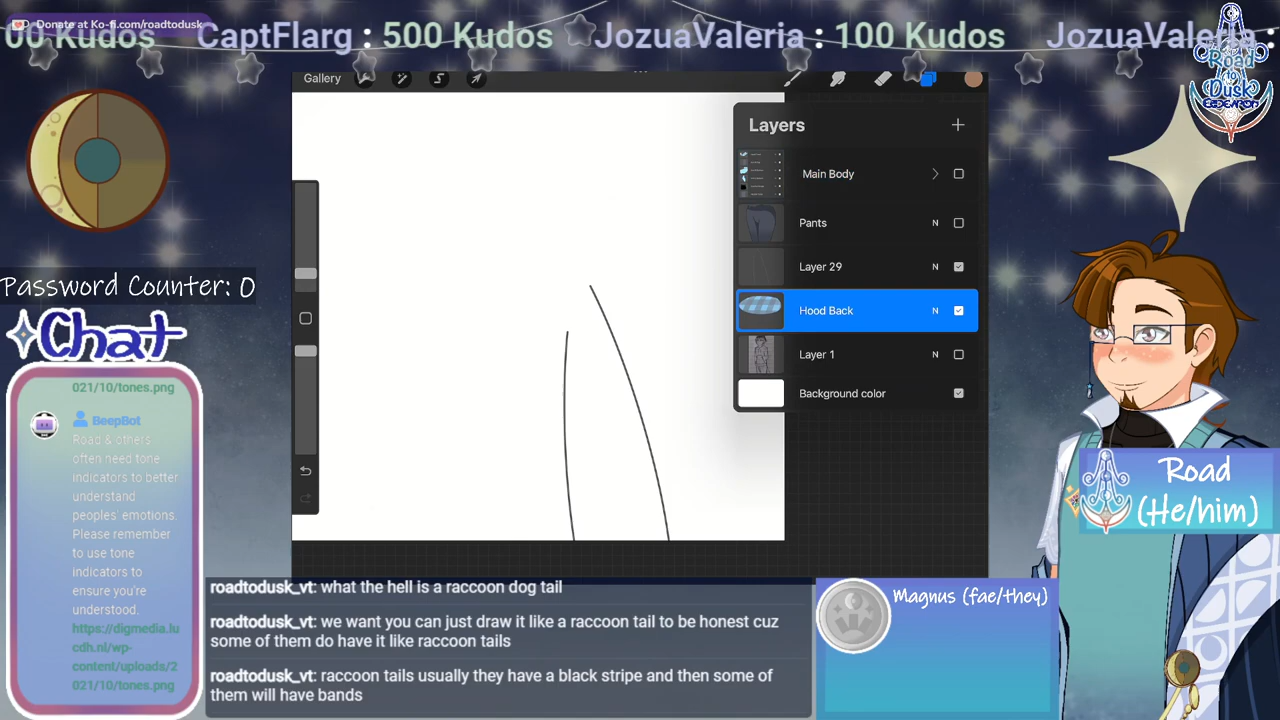 Donate at Ko-fi.com/roadtodusk
00 Kudos CaptFlarg : 500 Kudos JozuaValeria : 100 Kudos JozuaValeria :
Road
to
Dusk
Gallery
Layers
Main Body
Pants N
Layer 29 N
Hood Back N
Layer 1 N
Background color
Password Counter: 0
Chat
021/10/tones.png
BeepBot
Road & others
often need tone
indicators to better
understand
peoples' emotions.
Please remember
to use tone
indicators to
ensure you're
understood.
https://digmedia.lu
cdh.nl/wp-
content/uploads/2
021/10/tones.png
roadtodusk_vt: what the hell is a raccoon dog tail
roadtodusk_vt: we want you can just draw it like a raccoon tail to be honest cuz
some of them do have it like raccoon tails
roadtodusk_vt: raccoon tails usually they have a black stripe and then some of
them will have bands
Magnus (fae/they)
Road
(He/him)